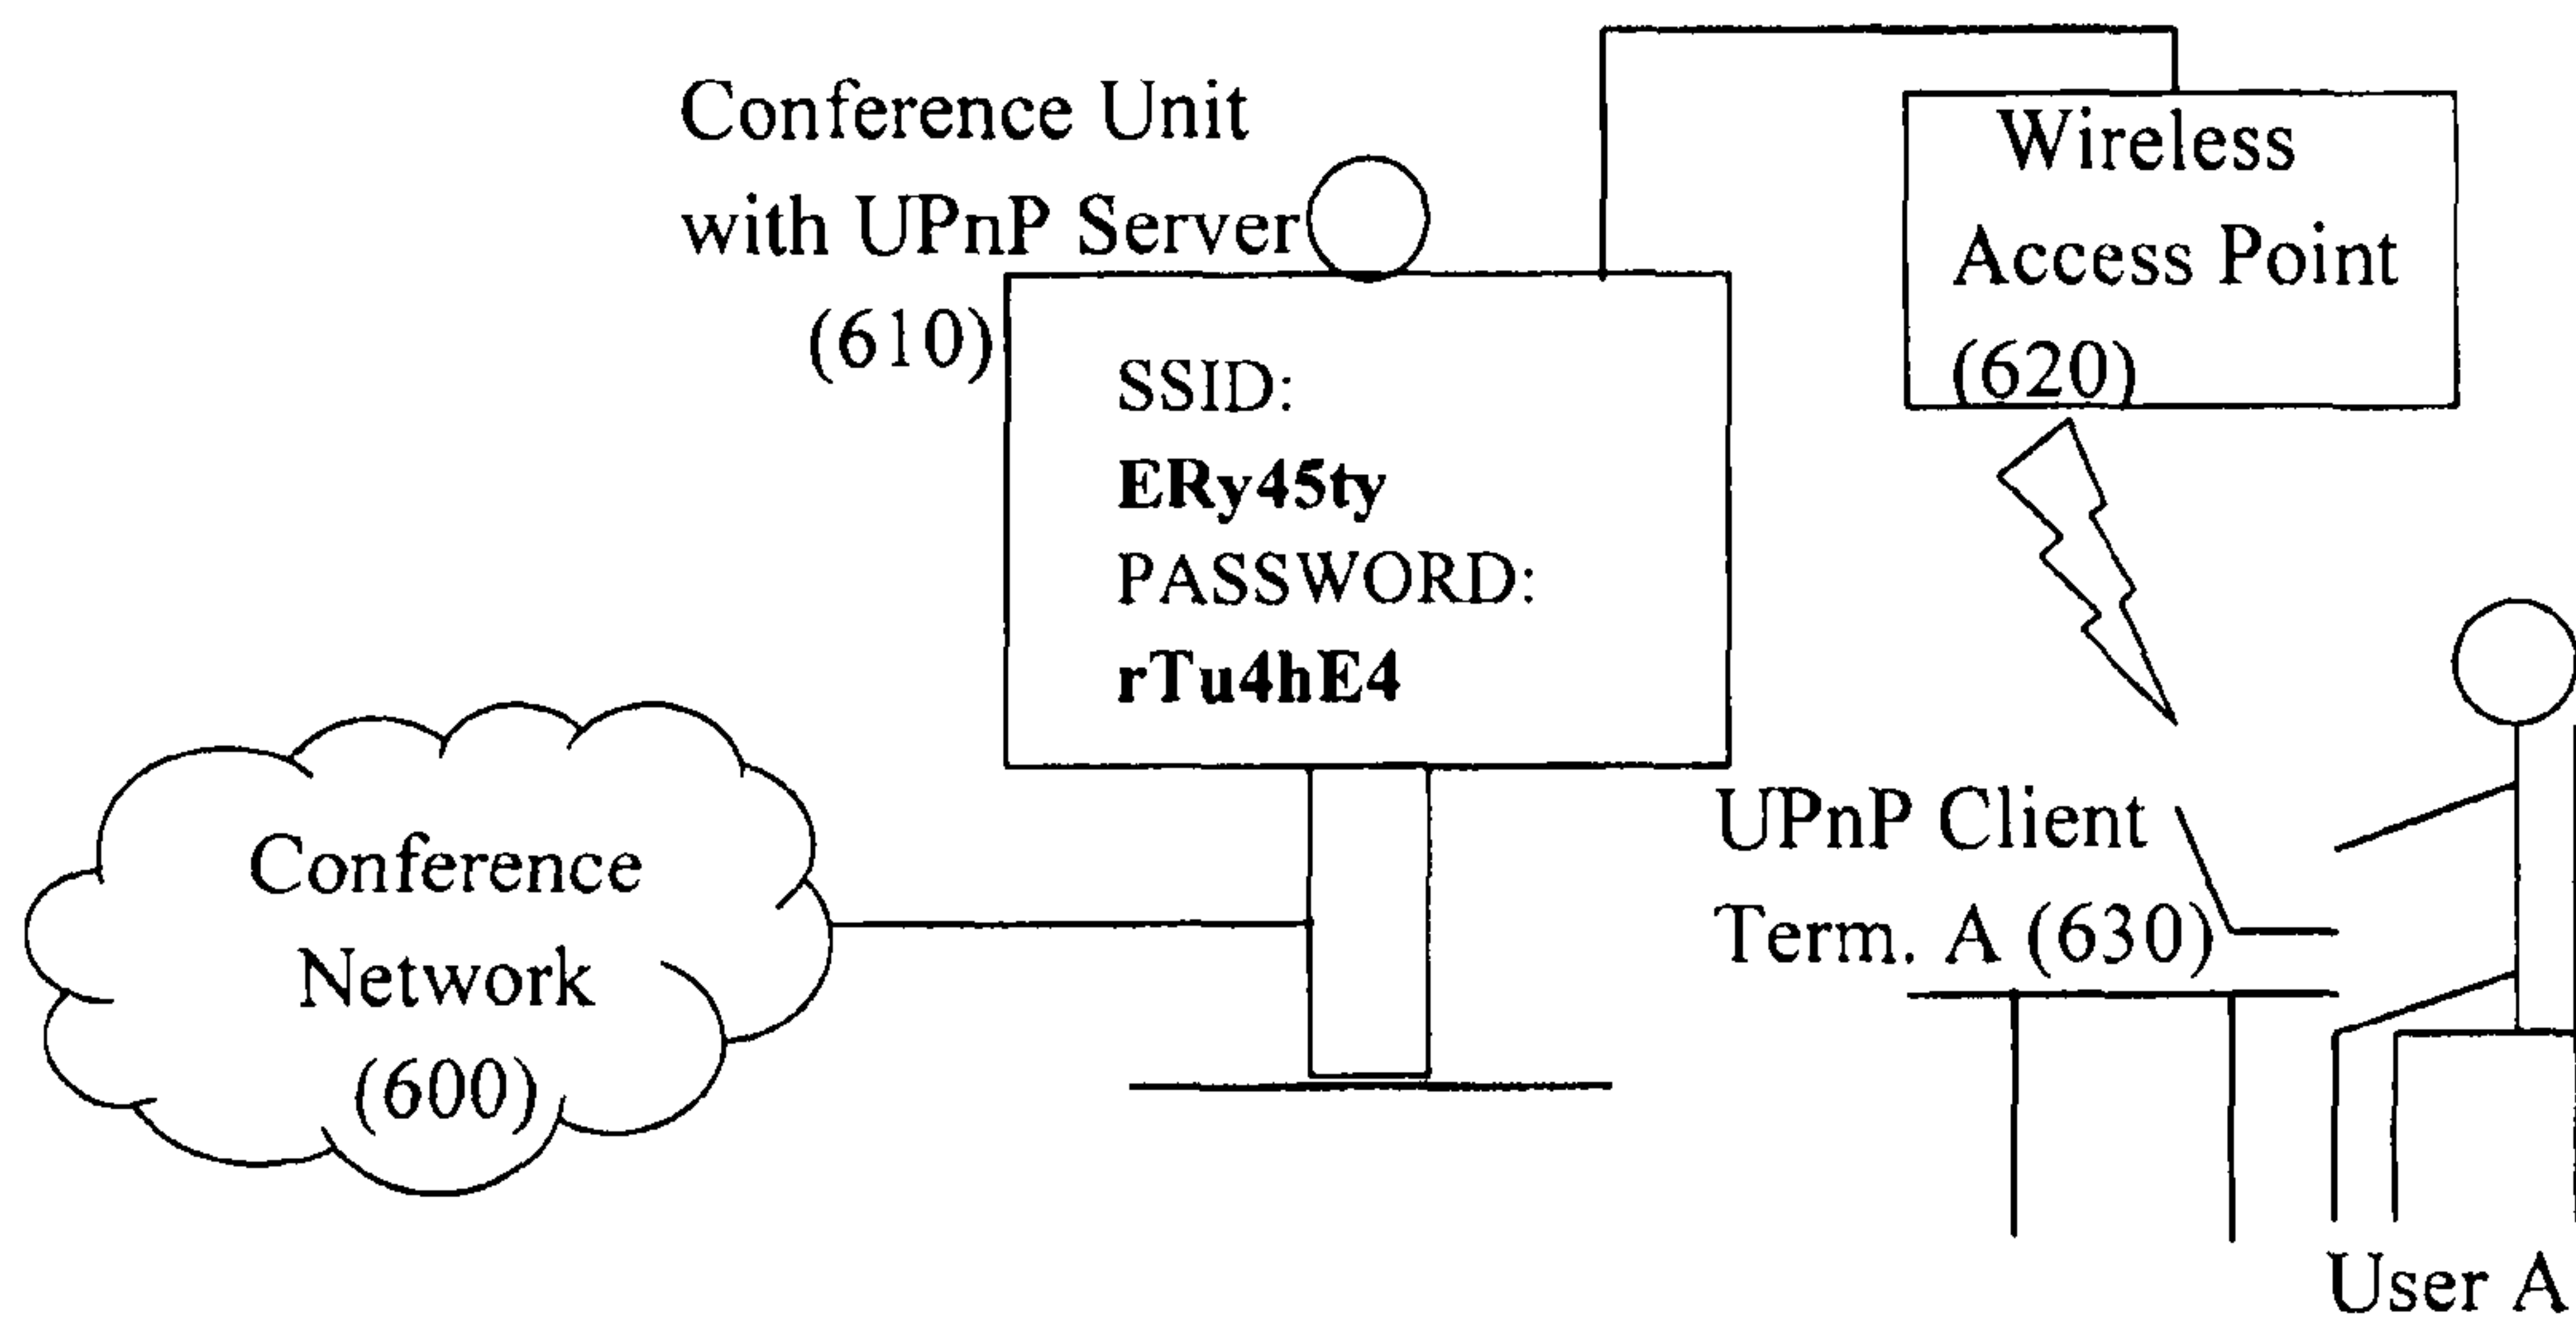 Conference Unit
with UPnP Server
(610)
Wireless
Access Point
(620)
SSID:
ERy45ty
PASSWORD:
rTu4hE4
Conference
Network
(600)
UPnP Client
Term. A (630)
User A